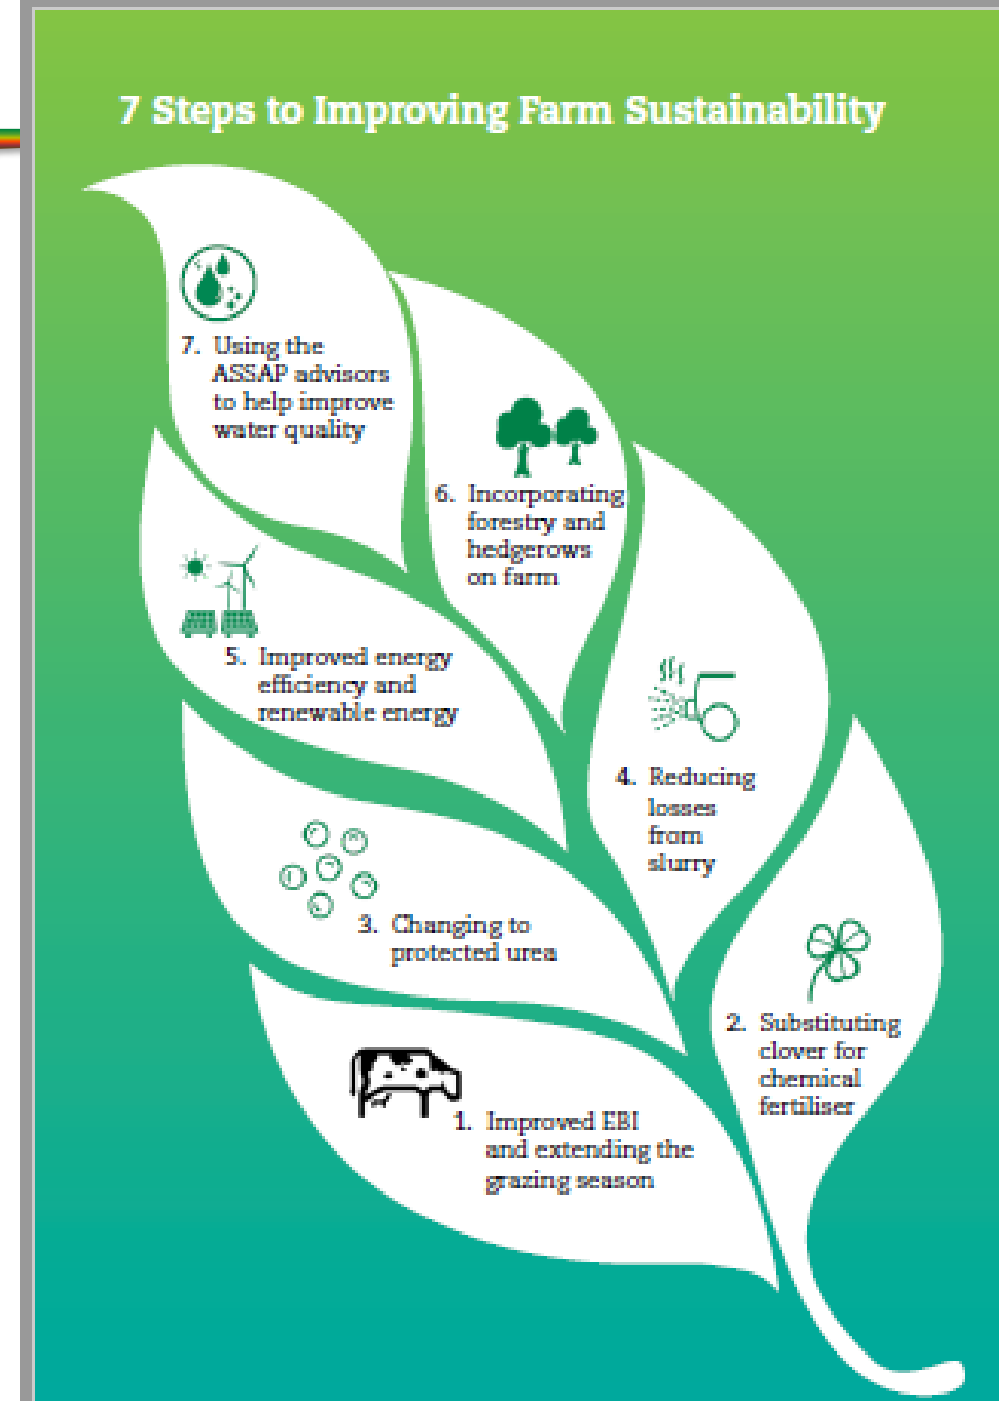 7 Steps to Improving Farm Sustainability
7. Using the
ASSAP advisors
to help improve
water quality
6. Incorporating
forestry and
hedgerows
on farm
5. Improved energy
efficiency and
renewable energy
4. Reducing
losses
from
slurry
3. Changing to
protected urea
2. Substituting
clover for
chemical
fertiliser
1. Improved EBI
and extending the
grazing season